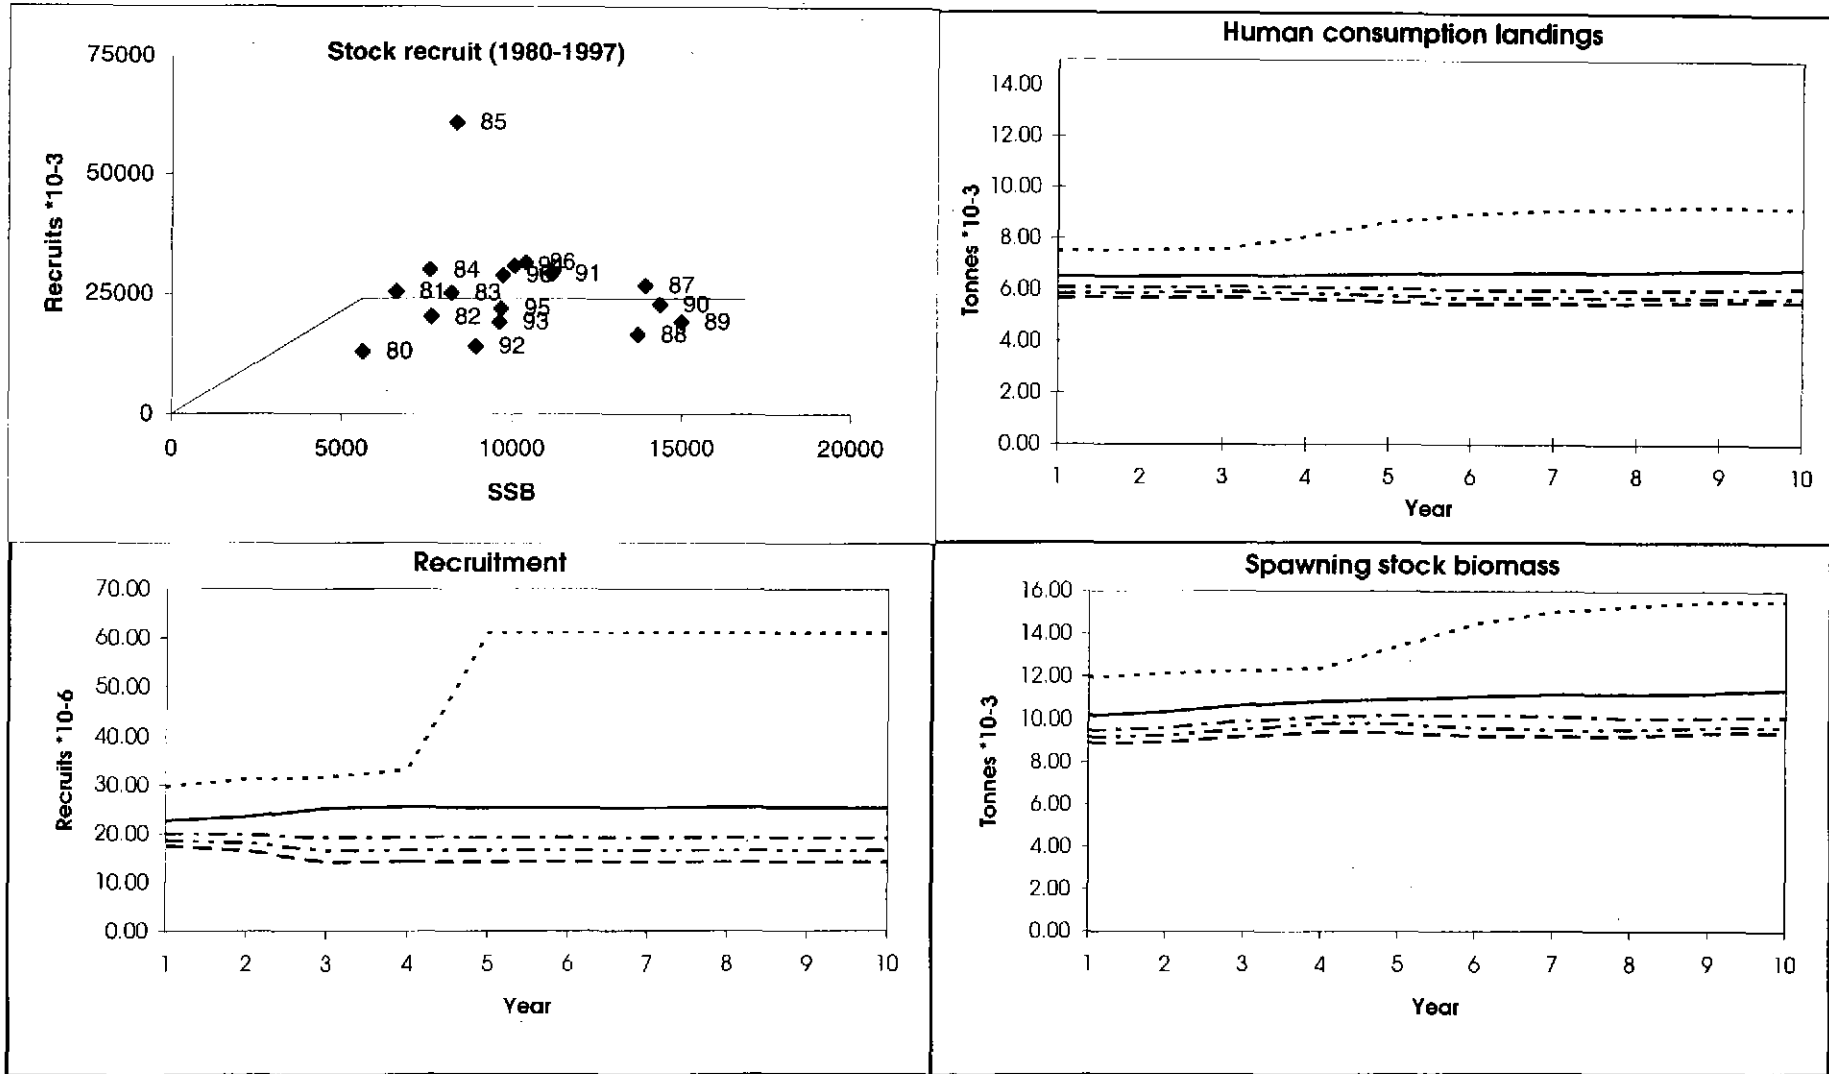 Stock recruit (1980-1997)
75000
50000
25000
0
Recruits *10-3
85
84
81
83
82
80
96
91
95
93
92
87
90
88
89
0 5000 10000 15000 20000
SSB
Human consumption landings
14.00
12.00
10.00
8.00
6.00
4.00
2.00
0.00
Tonnes *10-3
1 2 3 4 5 6 7 8 9 10
Year
Recruitment
70.00
60.00
50.00
40.00
30.00
20.00
10.00
0.00
Recruits *10-6
1 2 3 4 5 6 7 8 9 10
Year
Spawning stock biomass
16.00
14.00
12.00
10.00
8.00
6.00
4.00
2.00
0.00
Tonnes *10-3
1 2 3 4 5 6 7 8 9 10
Year